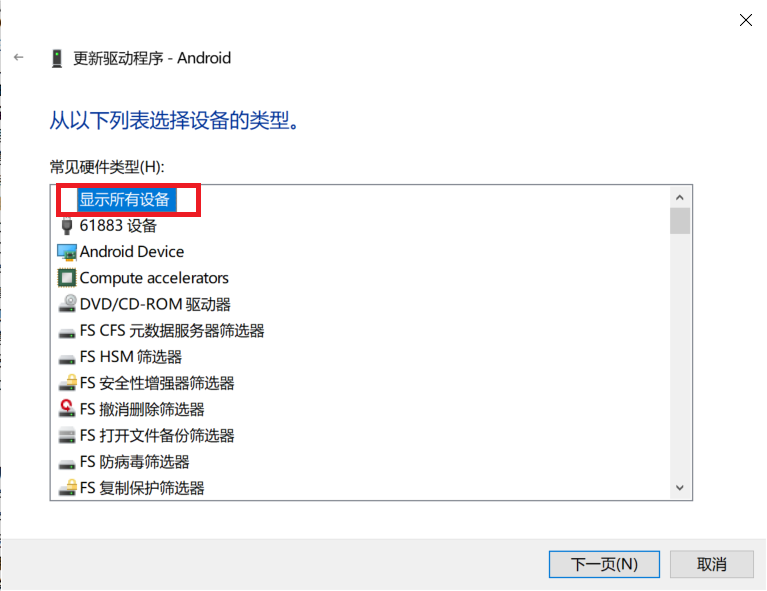 更新驱动程序 - Android
从以下列表选择设备的类型。
常见硬件类型(H):
显示所有设备
61883 设备
Android Device
Compute accelerators
DVD/CD-ROM 驱动器
FS CFS 元数据服务器筛选器
FS HSM 筛选器
FS 安全性增强器筛选器
FS 撤消删除筛选器
FS 打开文件备份筛选器
FS 防病毒筛选器
FS 复制保护筛选器
下一页(N)
取消